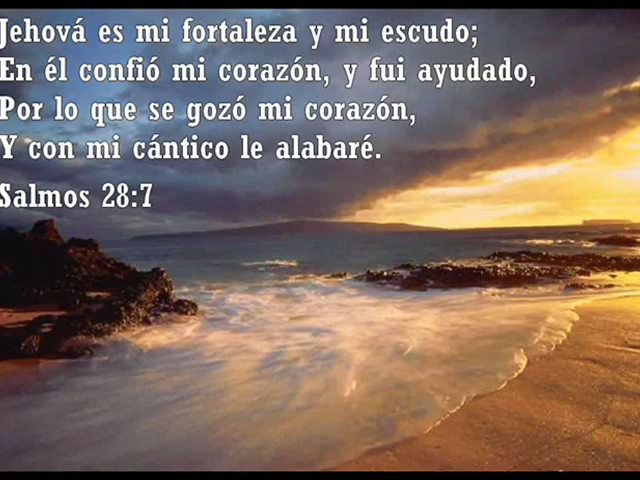 Jehová es mi fortaleza y mi escudo;
En él confió mi corazón, y fui ayudado,
Por lo que se gozó mi corazón,
Y con mi cántico le alabaré.
Salmos 28:7